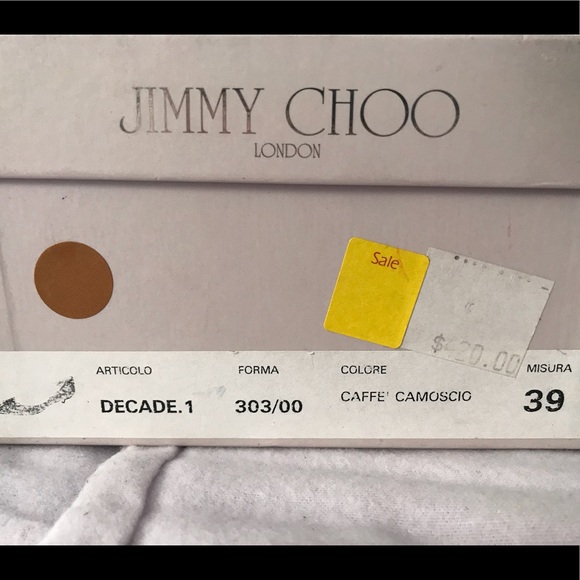 JIMMY CHOO
LONDON
Sale
ARTICOLO FORMA COLORE MISURA
DECADE.1 303/00 CAFFE' CAMOSCIO 39